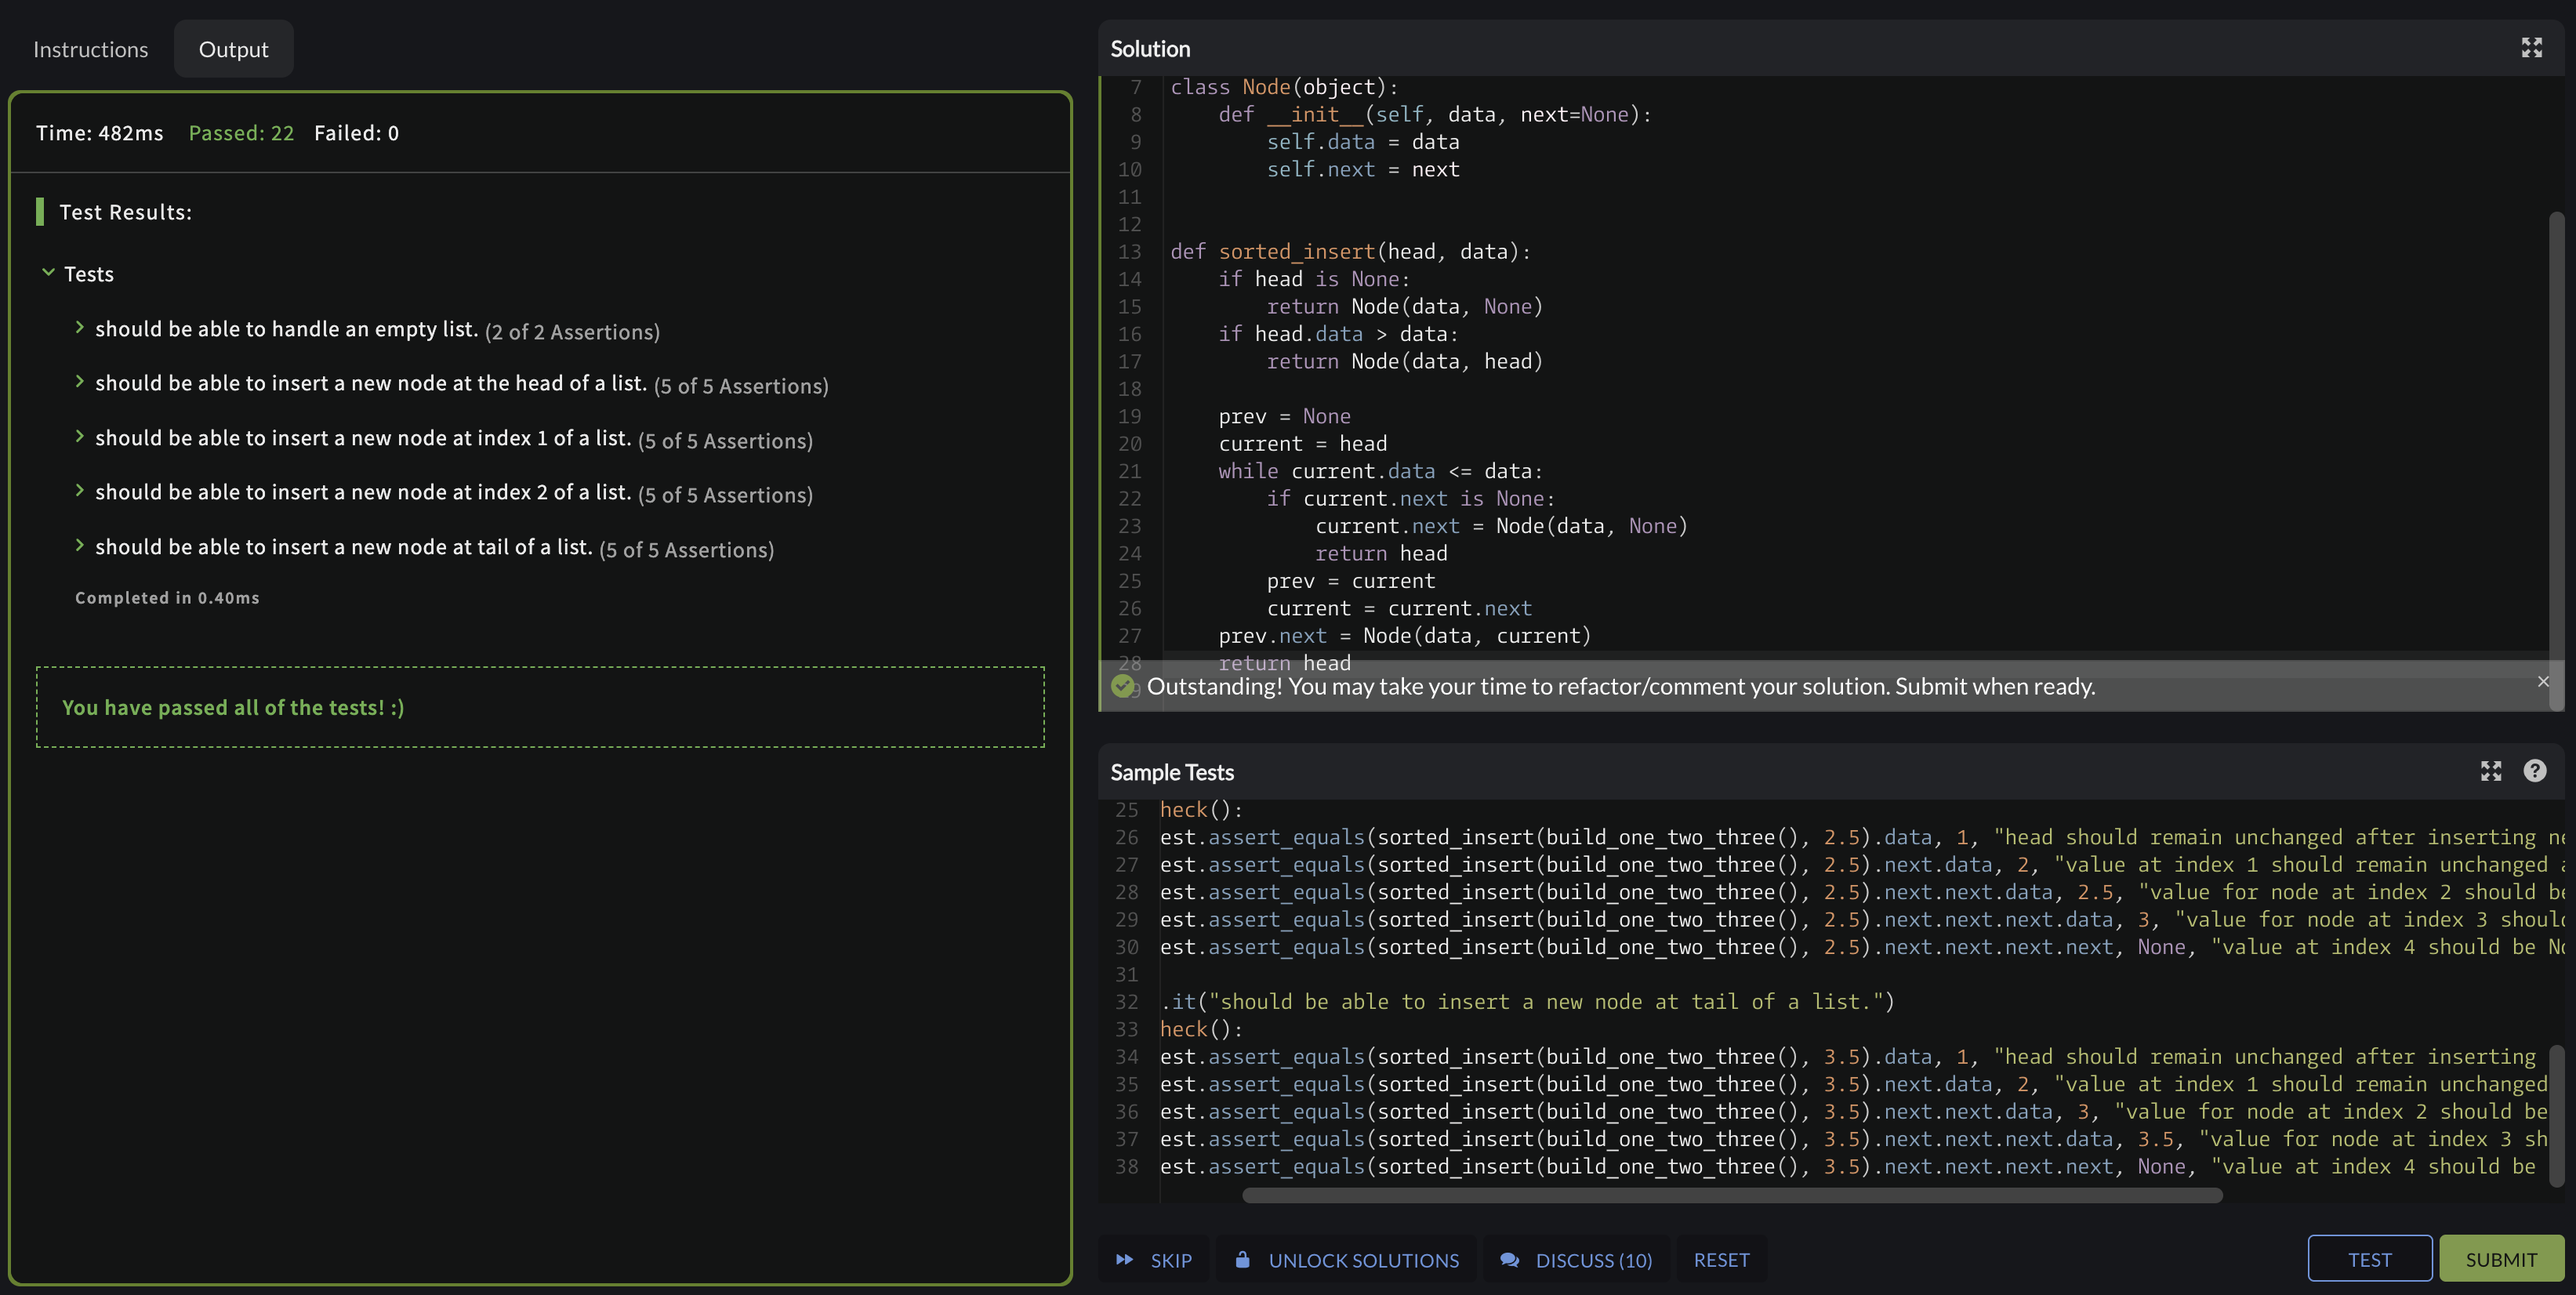 Instructions
Output
Time: 482ms Passed: 22 Failed: 0
Test Results:
Tests
should be able to handle an empty list. (2 of 2 Assertions)
should be able to insert a new node at the head of a list. (5 of 5 Assertions)
should be able to insert a new node at index 1 of a list. (5 of 5 Assertions)
should be able to insert a new node at index 2 of a list. (5 of 5 Assertions)
should be able to insert a new node at tail of a list. (5 of 5 Assertions)
Completed in 0.40ms
You have passed all of the tests! :)
Solution
7 class Node(object):
8     def __init__(self, data, next=None):
9         self.data = data
10         self.next = next
11
12
13 def sorted_insert(head, data):
14     if head is None:
15         return Node(data, None)
16     if head.data > data:
17         return Node(data, head)
18
19     prev = None
20     current = head
21     while current.data <= data:
22         if current.next is None:
23             current.next = Node(data, None)
24             return head
25         prev = current
26         current = current.next
27     prev.next = Node(data, current)
28     return head
Outstanding! You may take your time to refactor/comment your solution. Submit when ready.
Sample Tests
25 heck():
26 est.assert_equals(sorted_insert(build_one_two_three(), 2.5).data, 1, "head should remain unchanged after inserting ne
27 est.assert_equals(sorted_insert(build_one_two_three(), 2.5).next.data, 2, "value at index 1 should remain unchanged a
28 est.assert_equals(sorted_insert(build_one_two_three(), 2.5).next.next.data, 2.5, "value for node at index 2 should be
29 est.assert_equals(sorted_insert(build_one_two_three(), 2.5).next.next.next.data, 3, "value for node at index 3 should
30 est.assert_equals(sorted_insert(build_one_two_three(), 2.5).next.next.next.next, None, "value at index 4 should be No
31
32 .it("should be able to insert a new node at tail of a list.")
33 heck():
34 est.assert_equals(sorted_insert(build_one_two_three(), 3.5).data, 1, "head should remain unchanged after inserting
35 est.assert_equals(sorted_insert(build_one_two_three(), 3.5).next.data, 2, "value at index 1 should remain unchanged
36 est.assert_equals(sorted_insert(build_one_two_three(), 3.5).next.next.data, 3, "value for node at index 2 should be
37 est.assert_equals(sorted_insert(build_one_two_three(), 3.5).next.next.next.data, 3.5, "value for node at index 3 sh
38 est.assert_equals(sorted_insert(build_one_two_three(), 3.5).next.next.next.next, None, "value at index 4 should be
SKIP
UNLOCK SOLUTIONS
DISCUSS (10)
RESET
TEST
SUBMIT